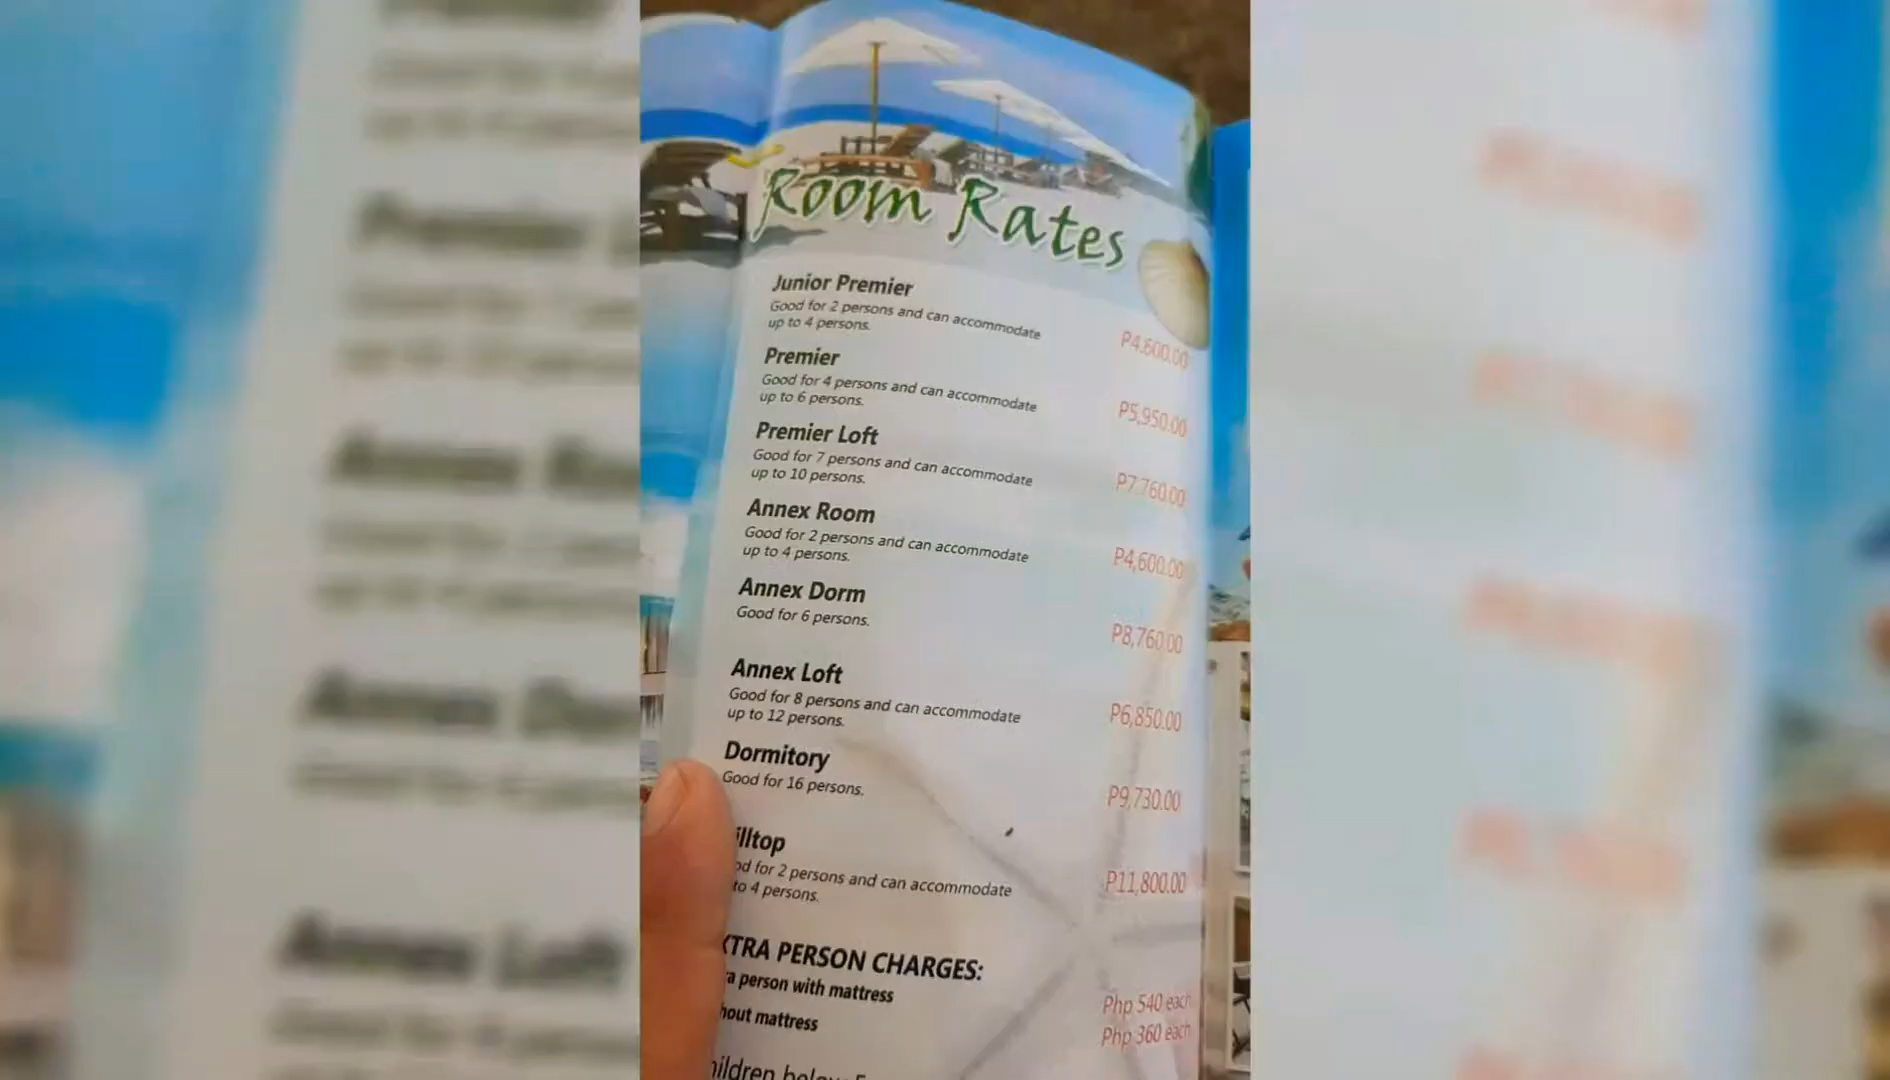 Room Rates
Junior Premier
Good for 2 persons and can accommodate
up to 4 persons.
P4.600.00
Premier
Good for 4 persons and can accommodate
up to 6 persons.
P5,950.00
Premier Loft
Good for 7 persons and can accommodate
up to 10 persons.
P7.760.00
Annex Room
Good for 2 persons and can accommodate
up to 4 persons.
P4,600.00
Annex Dorm
Good for 6 persons.
P8,760.00
Annex Loft
Good for 8 persons and can accommodate
up to 12 persons.
P6,850.00
Dormitory
Good for 16 persons.
P9,730.00
illtop
od for 2 persons and can accommodate
to 4 persons.
P11,800.00
XTRA PERSON CHARGES:
a person with mattress
Php 540 each
hout mattress
Php 360 each